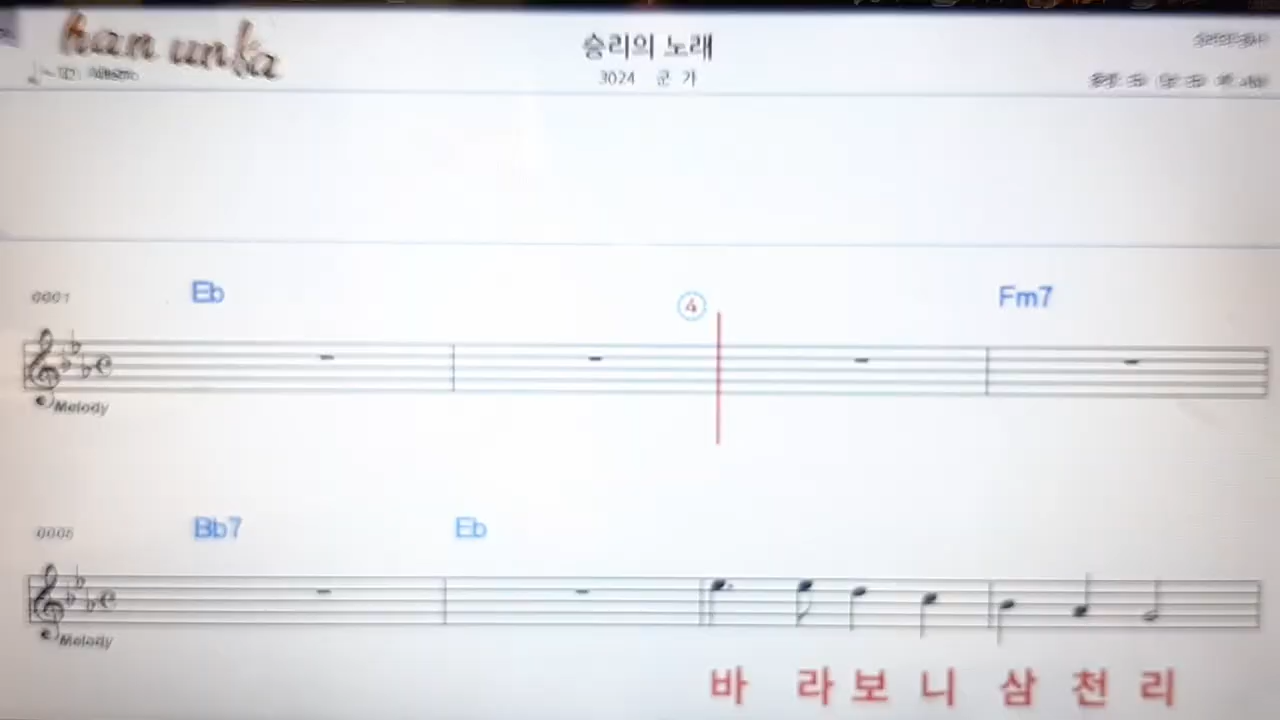 han unka
승리의 노래
3024 군 가
0001
Eb
4
Fm7
Melody
0005
Bb7
Eb
Melody
바 라 보 니 삼 천 리